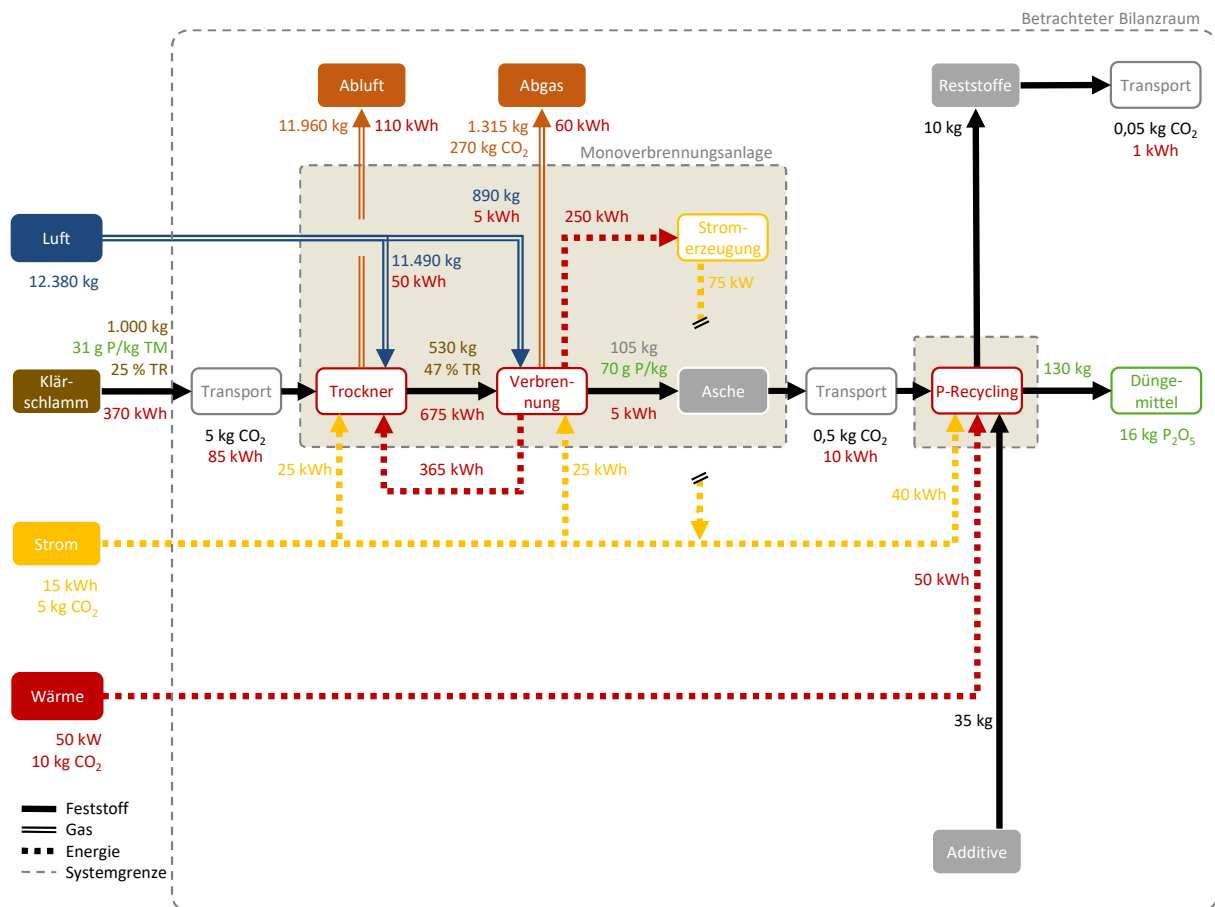 Betrachteter Bilanzraum
Abluft
Abgas
Reststoffe
Transport
11.960 kg
110 kWh
1.315 kg
270 kg CO₂
60 kWh
10 kg
0,05 kg CO₂
1 kWh
Monoverbrennungsanlage
890 kg
5 kWh
250 kWh
Luft
12.380 kg
11.490 kg
50 kWh
Strom-
erzeugung
75 kW
1.000 kg
31 g P/kg TM
25 % TR
Klär-
schlamm
370 kWh
Transport
5 kg CO₂
85 kWh
Trockner
530 kg
47 % TR
675 kWh
Verbren-
nung
105 kg
70 g P/kg
5 kWh
Asche
Transport
0,5 kg CO₂
10 kWh
P-Recycling
130 kg
Dünge-
mittel
16 kg P₂O₅
25 kWh
365 kWh
25 kWh
40 kWh
Strom
15 kWh
5 kg CO₂
50 kWh
Wärme
50 kW
10 kg CO₂
35 kg
Additive
Feststoff
Gas
Energie
Systemgrenze